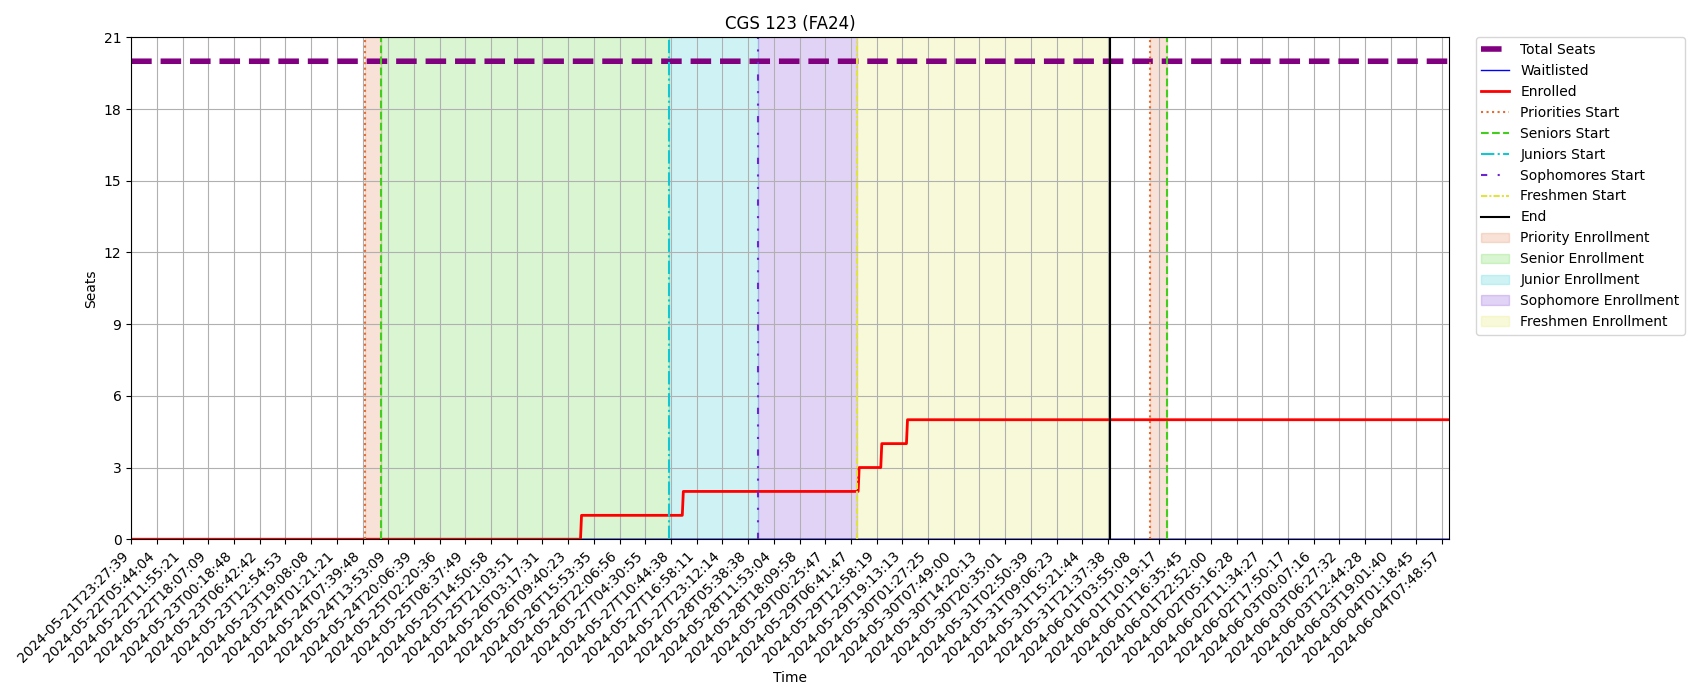 CGS 123 (FA24)
21
18
15
12
9
6
3
0
Seats
Total Seats
Waitlisted
Enrolled
Priorities Start
Seniors Start
Juniors Start
Sophomores Start
Freshmen Start
End
Priority Enrollment
Senior Enrollment
Junior Enrollment
Sophomore Enrollment
Freshmen Enrollment
2024-05-21T23:27:39
2024-05-22T05:44:04
2024-05-22T11:55:21
2024-05-22T18:07:09
2024-05-23T00:18:48
2024-05-23T06:42:42
2024-05-23T12:54:53
2024-05-23T19:08:08
2024-05-24T01:21:21
2024-05-24T07:39:48
2024-05-24T13:53:09
2024-05-24T20:06:39
2024-05-25T02:20:36
2024-05-25T08:37:49
2024-05-25T14:50:58
2024-05-25T21:03:51
2024-05-26T03:17:31
2024-05-26T09:40:23
2024-05-26T15:53:35
2024-05-26T22:06:56
2024-05-27T04:30:55
2024-05-27T10:44:38
2024-05-27T16:58:11
2024-05-27T23:12:14
2024-05-28T05:38:38
2024-05-28T11:53:04
2024-05-28T18:09:58
2024-05-29T00:25:47
2024-05-29T06:41:47
2024-05-29T12:58:19
2024-05-29T19:13:13
2024-05-30T01:27:25
2024-05-30T07:49:00
2024-05-30T14:20:13
2024-05-30T20:35:01
2024-05-31T02:50:39
2024-05-31T09:06:23
2024-05-31T15:21:44
2024-05-31T21:37:38
2024-06-01T03:55:08
2024-06-01T10:19:17
2024-06-01T16:35:45
2024-06-01T22:52:00
2024-06-02T05:16:28
2024-06-02T11:34:27
2024-06-02T17:50:17
2024-06-03T00:07:16
2024-06-03T06:27:32
2024-06-03T12:44:28
2024-06-03T19:01:40
2024-06-04T01:18:45
2024-06-04T07:48:57
Time